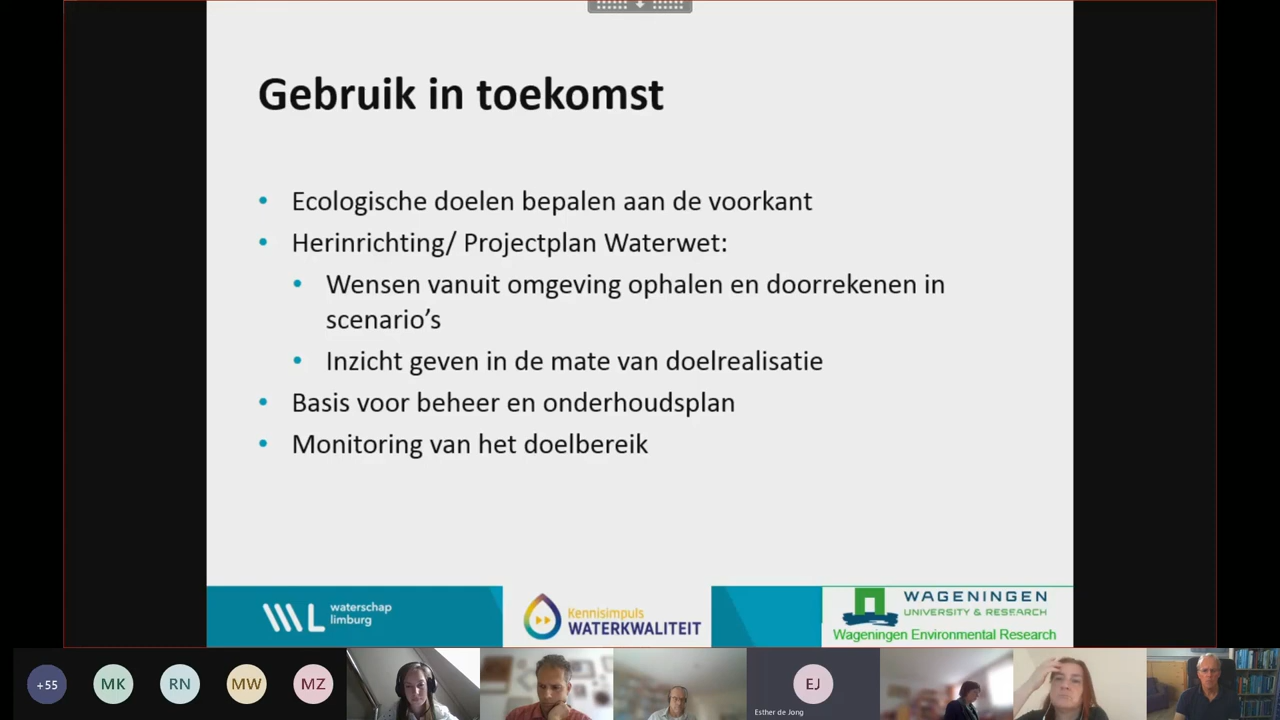 Gebruik in toekomst
Ecologische doelen bepalen aan de voorkant
Herinrichting/ Projectplan Waterwet:
Wensen vanuit omgeving ophalen en doorrekenen in
scenario's
Inzicht geven in de mate van doelrealisatie
Basis voor beheer en onderhoudsplan
Monitoring van het doelbereik
WL waterschap
limburg
Kennisimpuls
WATERKWALITEIT
WAGENINGEN
UNIVERSITY & RESEARCH
Wageningen Environmental Research
+55
MK
RN
MW
MZ
EJ
Esther de Jong